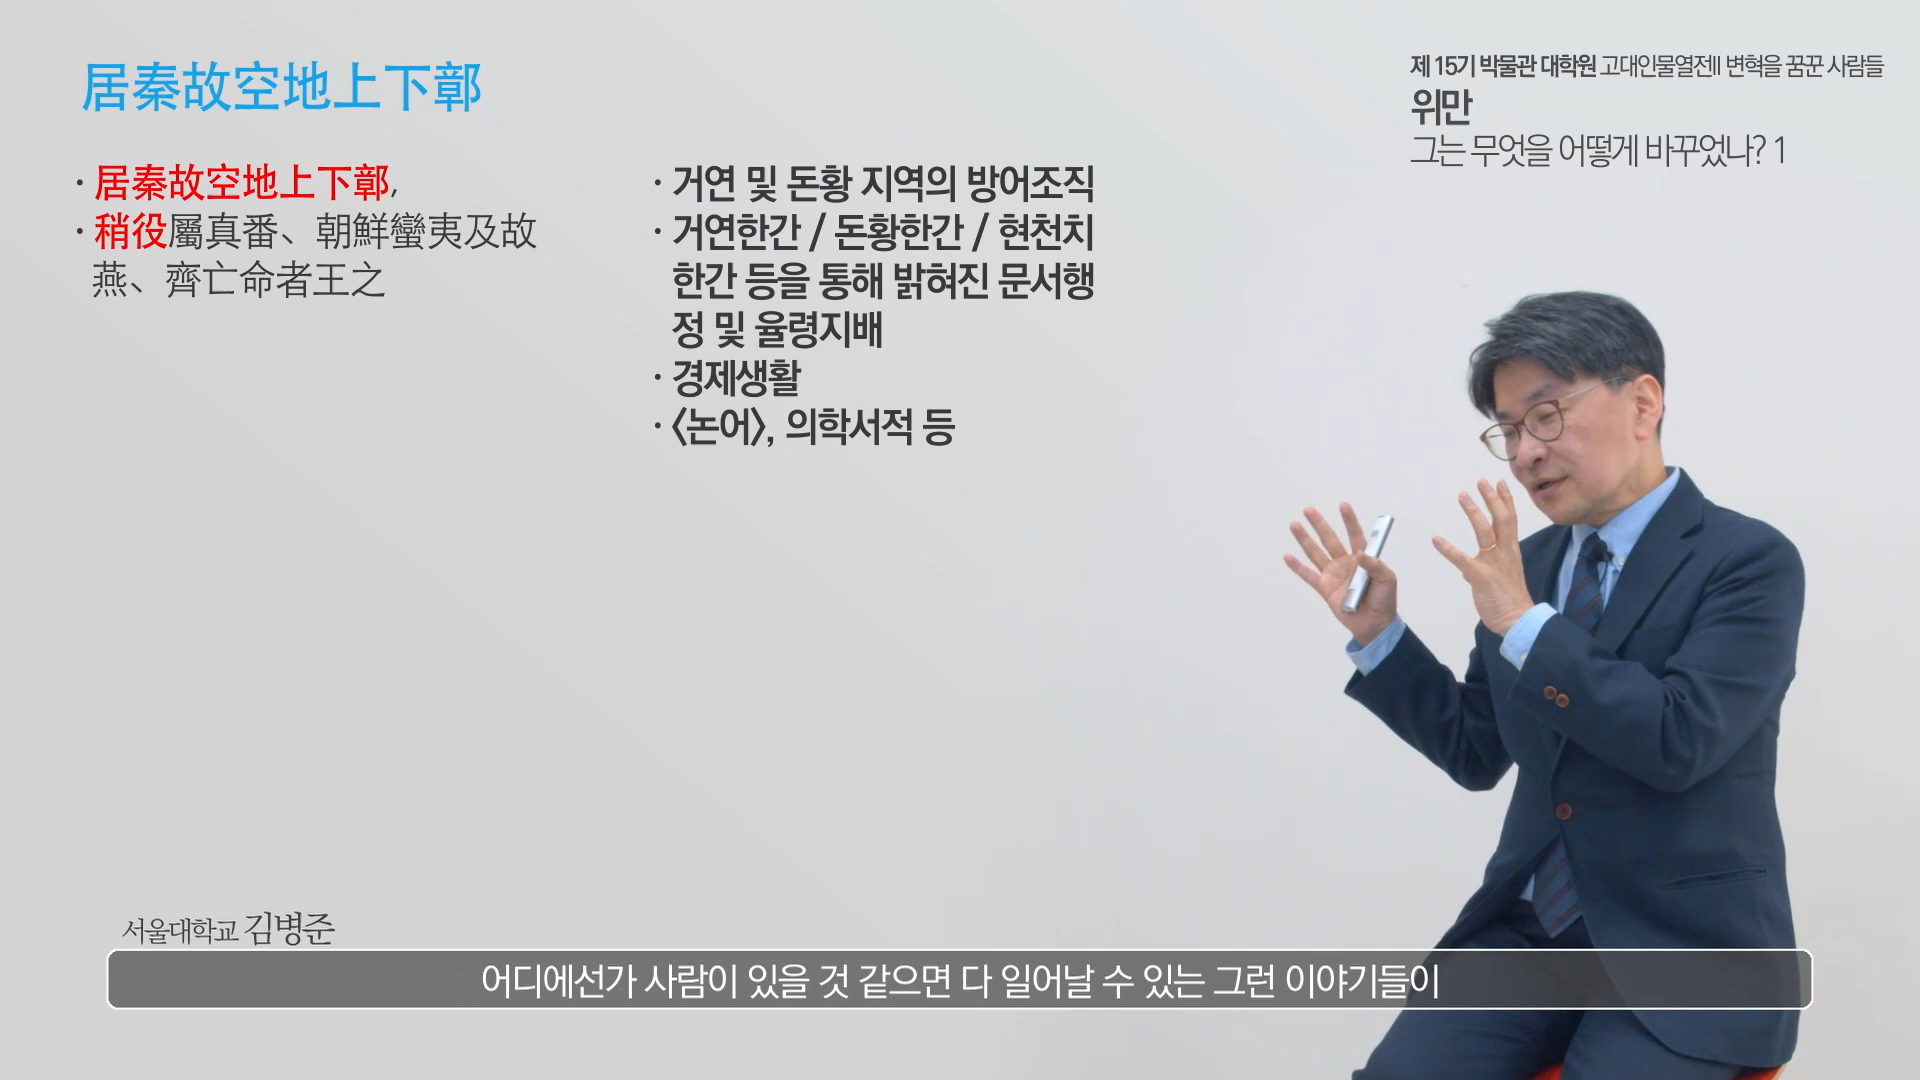 居秦故空地上下鄣
· 居秦故空地上下鄣,
· 稍役屬真番、朝鮮蠻夷及故
燕、齊亡命者王之
· 거연 및 돈황 지역의 방어조직
· 거연한간 / 돈황한간 / 현천치
한간 등을 통해 밝혀진 문서행
정 및 율령지배
· 경제생활
· 〈논어〉, 의학서적 등
제 15기 박물관 대학원 고대인물열전II 변혁을 꿈꾼 사람들
위만
그는 무엇을 어떻게 바꾸었나? 1
서울대학교 김병준
어디에선가 사람이 있을 것 같으면 다 일어날 수 있는 그런 이야기들이